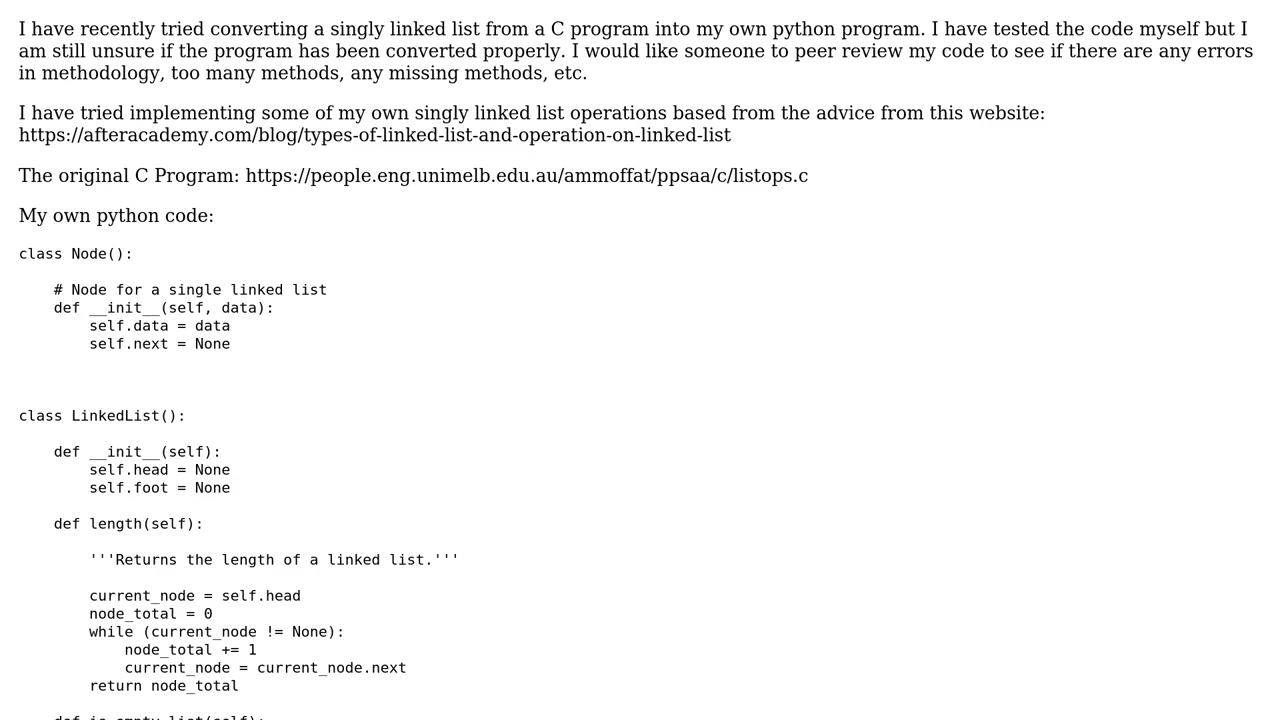 I have recently tried converting a singly linked list from a C program into my own python program. I have tested the code myself but I
am still unsure if the program has been converted properly. I would like someone to peer review my code to see if there are any errors
in methodology, too many methods, any missing methods, etc.
I have tried implementing some of my own singly linked list operations based from the advice from this website:
https://afteracademy.com/blog/types-of-linked-list-and-operation-on-linked-list
The original C Program: https://people.eng.unimelb.edu.au/ammoffat/ppsaa/c/listops.c
My own python code:
class Node():
    # Node for a single linked list
    def __init__(self, data):
        self.data = data
        self.next = None
class LinkedList():
    def __init__(self):
        self.head = None
        self.foot = None
    def length(self):
        '''Returns the length of a linked list.'''
        current_node = self.head
        node_total = 0
        while (current_node != None):
            node_total += 1
            current_node = current_node.next
        return node_total
    def is_empty_list(self):